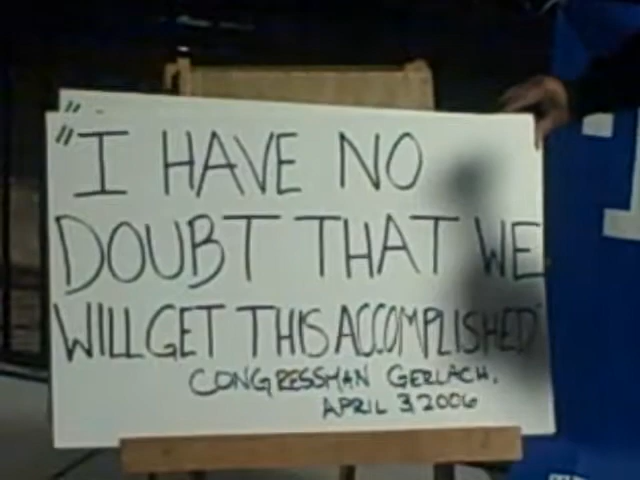 "I HAVE NO
DOUBT THAT WE
WILL GET THIS ACCOMPLISHED"
CONGRESSMAN GERLACH,
APRIL 3, 2006